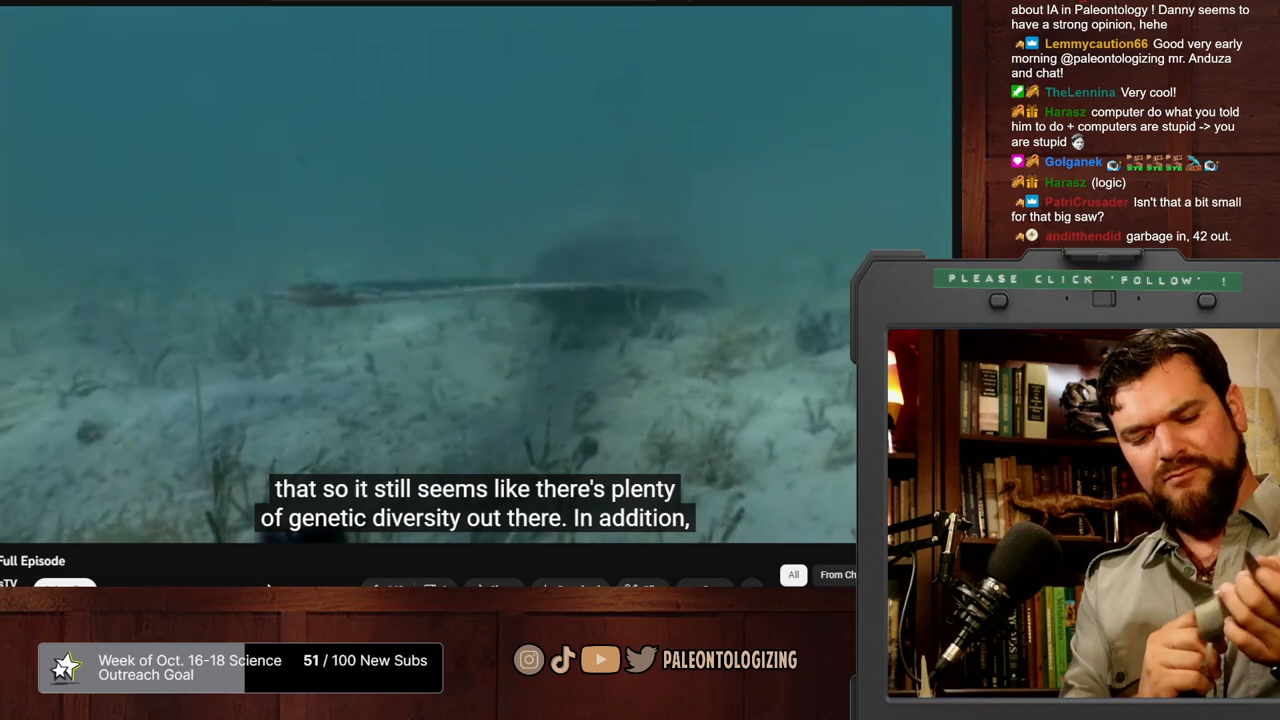 about IA in Paleontology ! Danny seems to
have a strong opinion, hehe
Lemmycaution66 Good very early
morning @paleontologizing mr. Anduza
and chat!
TheLennina Very cool!
Harasz computer do what you told
him to do + computers are stupid -> you
are stupid
Golganek
Harasz (logic)
PatriCrusader Isn't that a bit small
for that big saw?
anditthendid garbage in, 42 out.
PLEASE CLICK 'FOLLOW' !
that so it still seems like there's plenty
of genetic diversity out there. In addition,
Full Episode
All
From Ch
Week of Oct. 16-18 Science
Outreach Goal
51 / 100 New Subs
PALEONTOLOGIZING